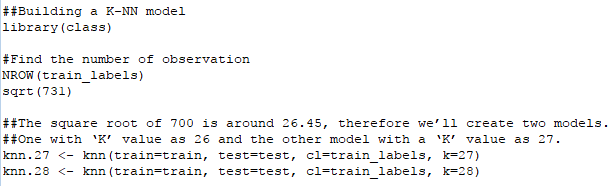 ##Building a K-NN model
library(class)
#Find the number of observation
NROW(train_labels)
sqrt(731)
##The square root of 700 is around 26.45, therefore we’ll create two models.
##One with ‘K’ value as 26 and the other model with a ‘K’ value as 27.
knn.27 <- knn(train=train, test=test, cl=train_labels, k=27)
knn.28 <- knn(train=train, test=test, cl=train_labels, k=28)